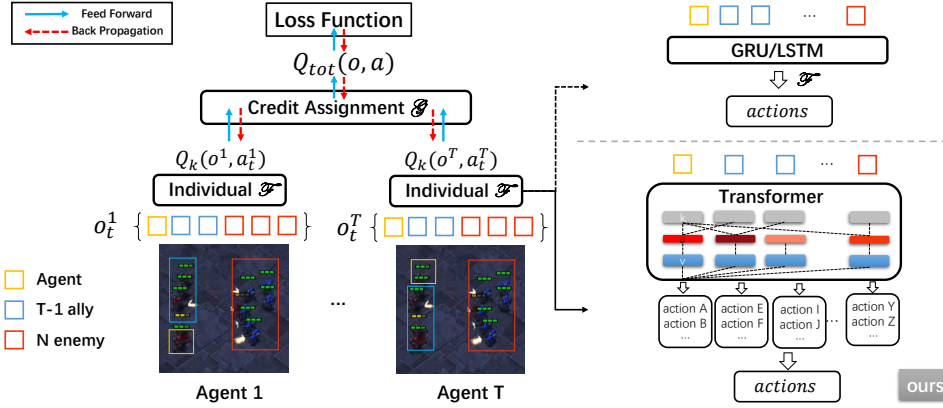 Feed Forward
Back Propagation
Loss Function
Q_{tot}(o, a)
Credit Assignment 𝒢
Q_k(o^1, a_t^1)
Q_k(o^T, a_t^T)
Individual ℱ
Individual ℱ
o_t^1 { }
o_t^T { }
Agent
T-1 ally
N enemy
...
Agent 1
Agent T
...
GRU/LSTM
ℱ
actions
...
Transformer
k
v
action A
action B
...
action E
action F
...
action I
action J
...
...
action Y
action Z
...
actions
ours